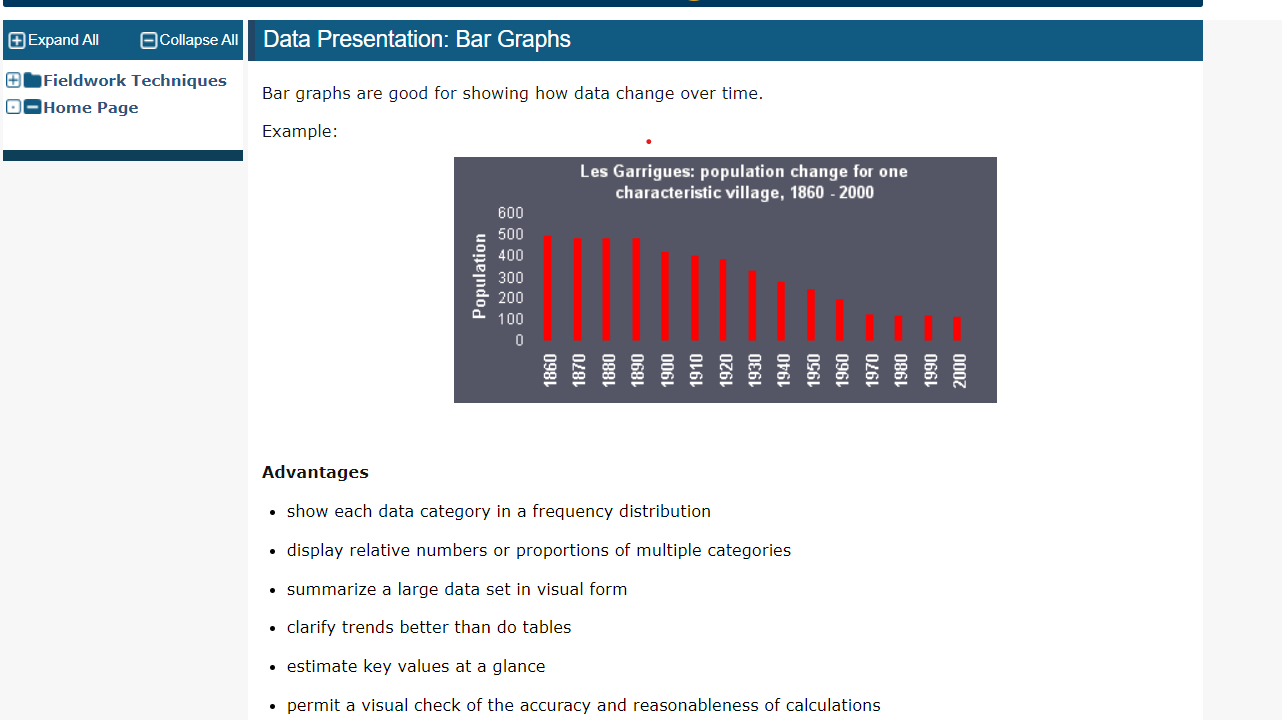 Expand All
Collapse All
Data Presentation: Bar Graphs
Fieldwork Techniques
Home Page
Bar graphs are good for showing how data change over time.
Example:
Les Garrigues: population change for one
characteristic village, 1860 - 2000
Population
600
500
400
300
200
100
0
1860 1870 1880 1890 1900 1910 1920 1930 1940 1950 1960 1970 1980 1990 2000
Advantages
• show each data category in a frequency distribution
• display relative numbers or proportions of multiple categories
• summarize a large data set in visual form
• clarify trends better than do tables
• estimate key values at a glance
• permit a visual check of the accuracy and reasonableness of calculations